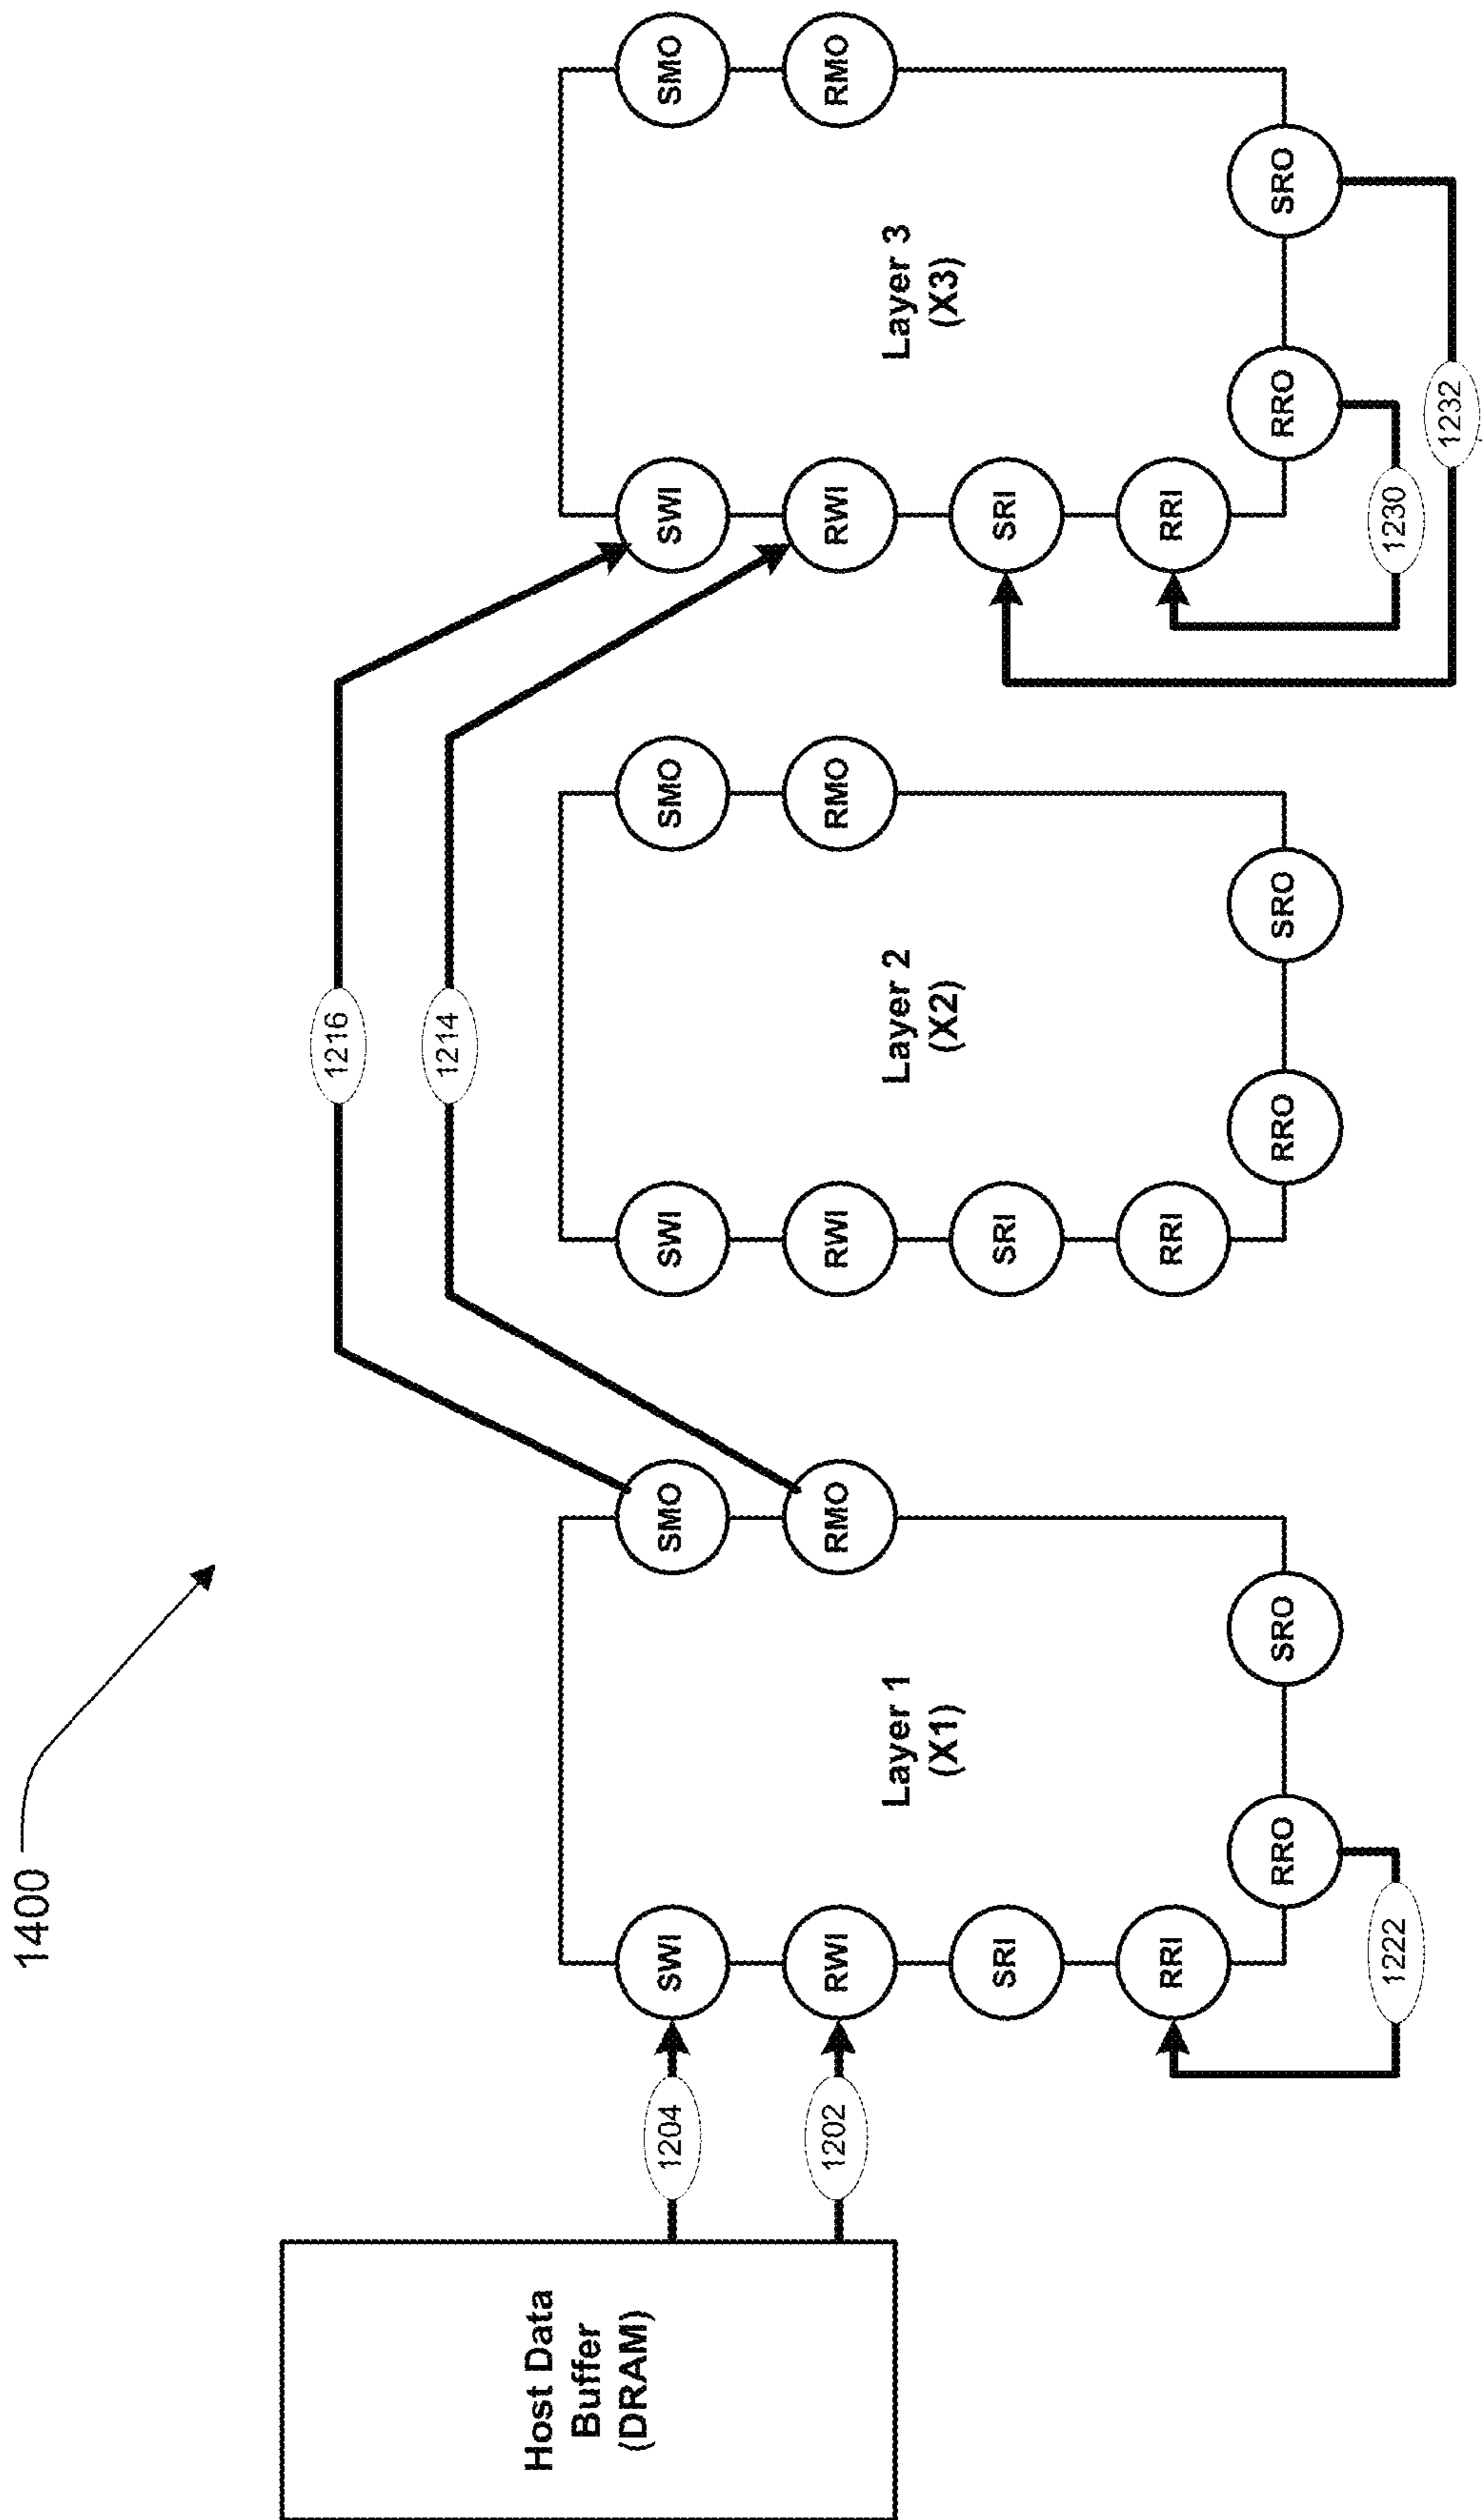 1400
Host Data
Buffer
(DRAM)
1204
1202
SWI
RWI
SRI
RRI
RRO
SRO
SMO
RMO
Layer 1
(X1)
1222
1216
1214
SWI
RWI
SRI
RRI
RRO
SRO
SMO
RMO
Layer 2
(X2)
SWI
RWI
SRI
RRI
RRO
SRO
SMO
RMO
Layer 3
(X3)
1230
1232